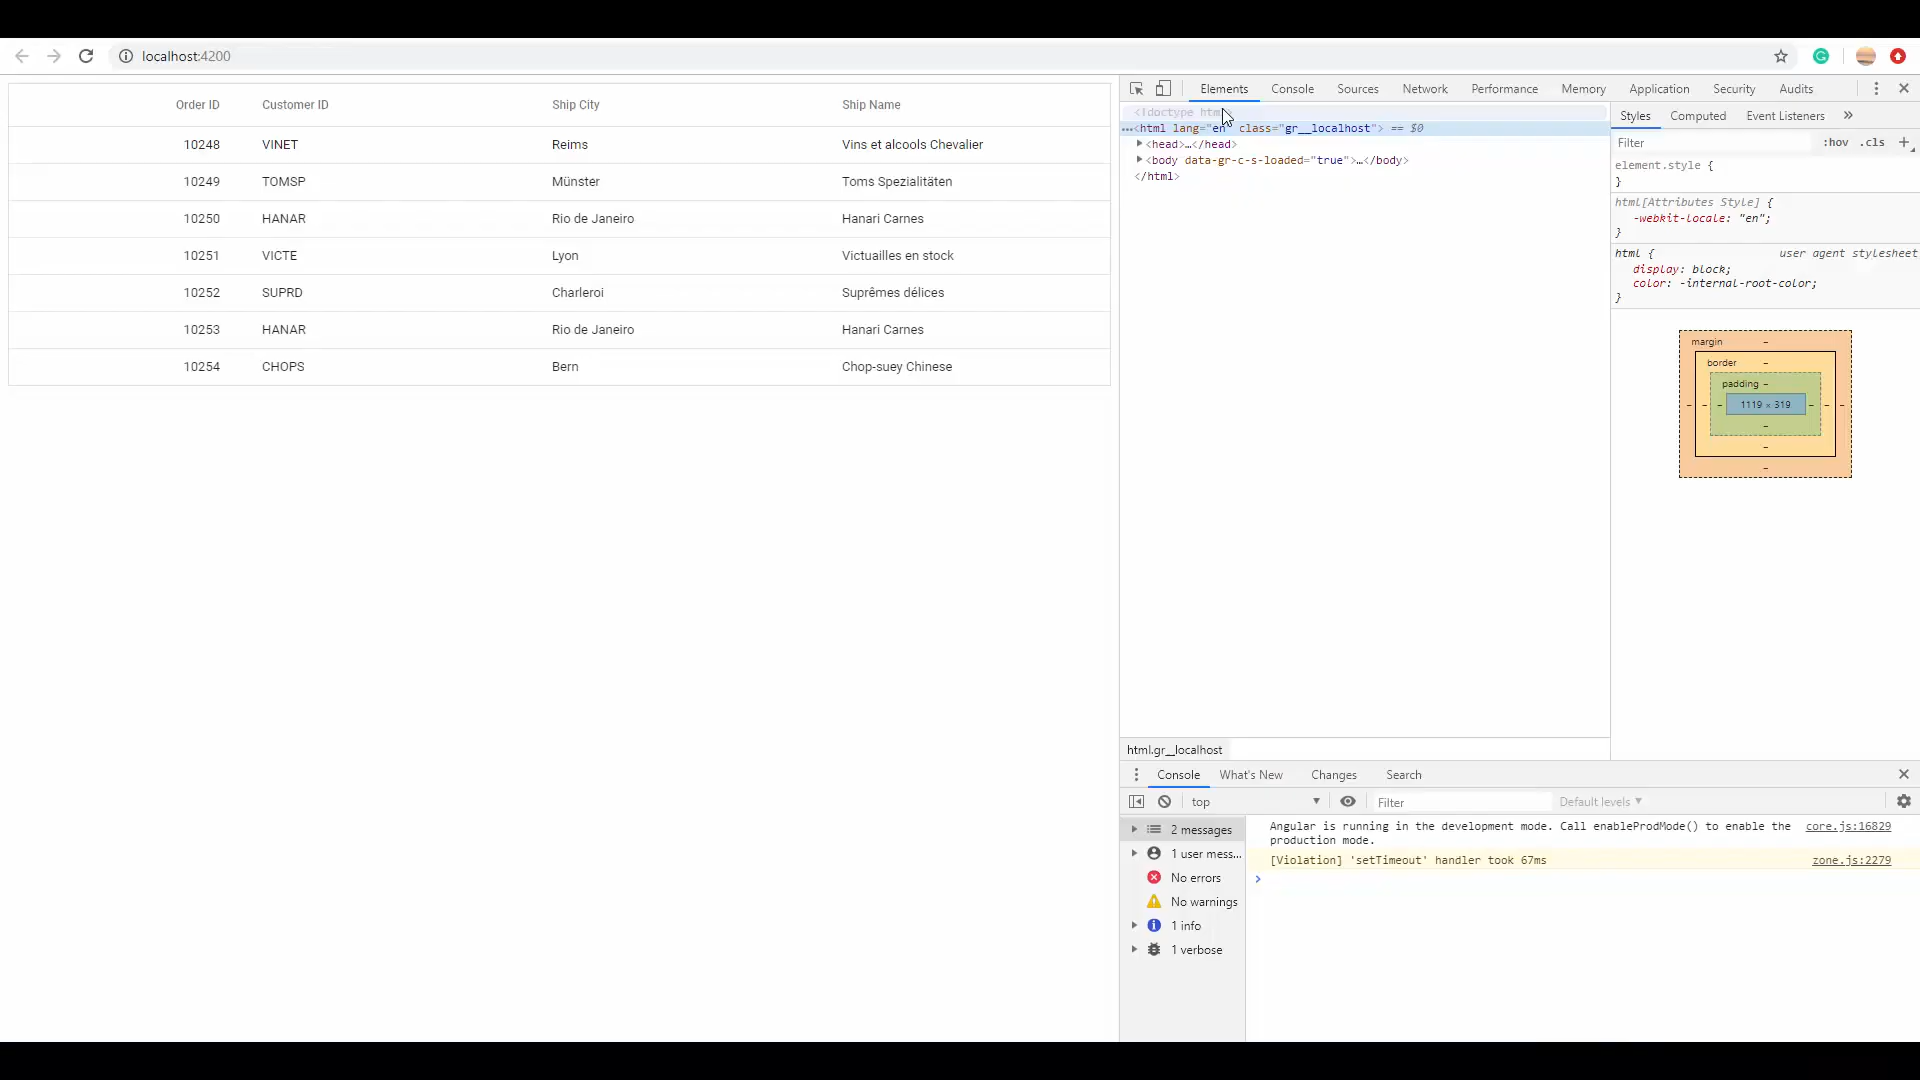 localhost:4200
Order ID Customer ID Ship City Ship Name
10248 VINET Reims Vins et alcools Chevalier
10249 TOMSP Münster Toms Spezialitäten
10250 HANAR Rio de Janeiro Hanari Carnes
10251 VICTE Lyon Victuailles en stock
10252 SUPRD Charleroi Suprêmes délices
10253 HANAR Rio de Janeiro Hanari Carnes
10254 CHOPS Bern Chop-suey Chinese
Elements Console Sources Network Performance Memory Application Security Audits
<!doctype htm
…<html lang="en" class="gr__localhost"> == $0
<head>…</head>
<body data-gr-c-s-loaded="true">…</body>
</html>
html.gr__localhost
Styles Computed Event Listeners »
Filter :hov .cls +
element.style {
}
html[Attributes Style] {
-webkit-locale: "en";
}
html { user agent stylesheet
display: block;
color: -internal-root-color;
}
margin –
border –
padding –
– – – 1119 × 319 – – –
–
–
–
Console What's New Changes Search
top Filter Default levels
2 messages
1 user mess…
No errors
No warnings
1 info
1 verbose
Angular is running in the development mode. Call enableProdMode() to enable the core.js:16829
production mode.
[Violation] 'setTimeout' handler took 67ms zone.js:2279
>